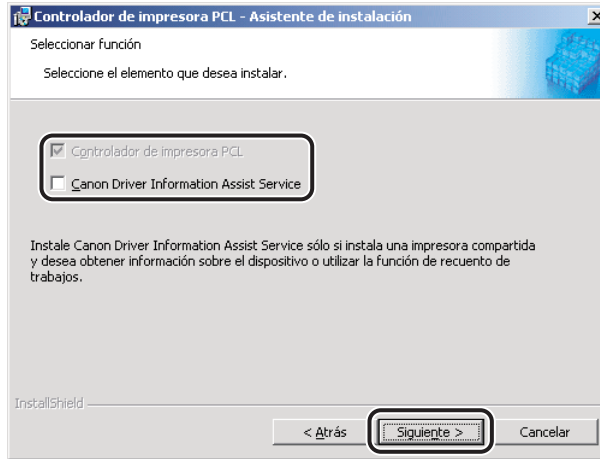 Controlador de impresora PCL - Asistente de instalación
Seleccionar función
Seleccione el elemento que desea instalar.
Controlador de impresora PCL
Canon Driver Information Assist Service
Instale Canon Driver Information Assist Service sólo si instala una impresora compartida
y desea obtener información sobre el dispositivo o utilizar la función de recuento de
trabajos.
InstallShield
< Atrás Siguiente > Cancelar